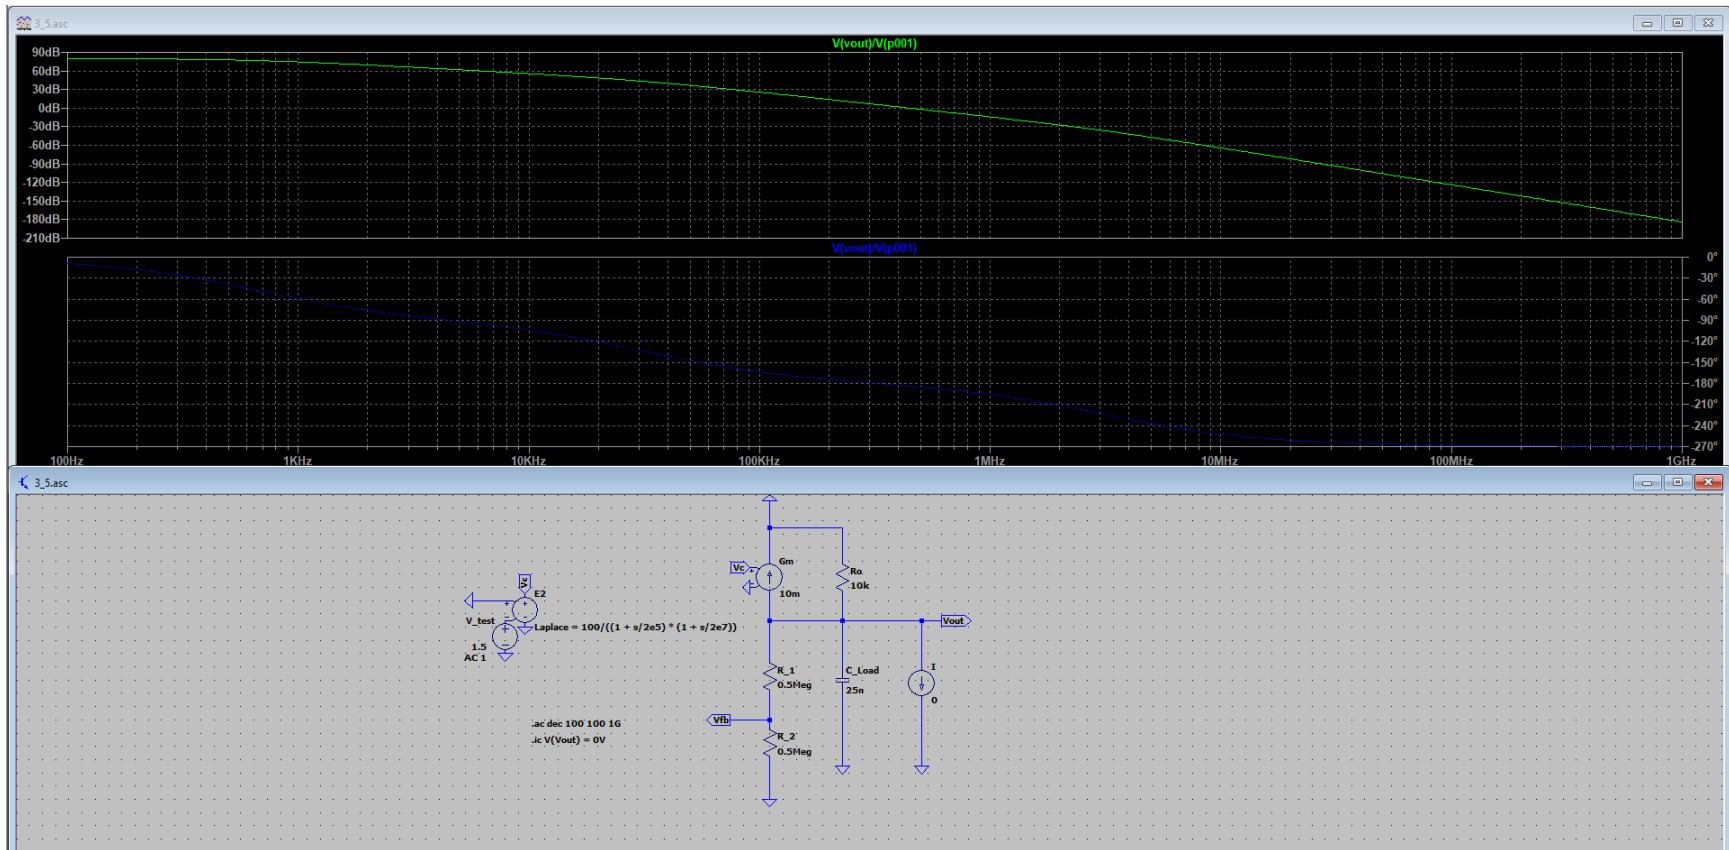 3_5.asc
V(vout)/V(p001)
90dB
60dB
30dB
0dB
-30dB
-60dB
-90dB
-120dB
-150dB
-180dB
-210dB
V(vout)/V(p001)
0°
-30°
-60°
-90°
-120°
-150°
-180°
-210°
-240°
-270°
100Hz 1KHz 10KHz 100KHz 1MHz 10MHz 100MHz 1GHz
3_5.asc
Gm
Vc
10m
Ro
10k
Vc
E2
V_test
Laplace = 100/((1 + s/2e5) * (1 + s/2e7))
1.5
AC 1
Vout
R_1
0.5Meg
C_Load
25n
I
0
.ac dec 100 100 1G
.ic V(Vout) = 0V
Vfb
R_2
0.5Meg